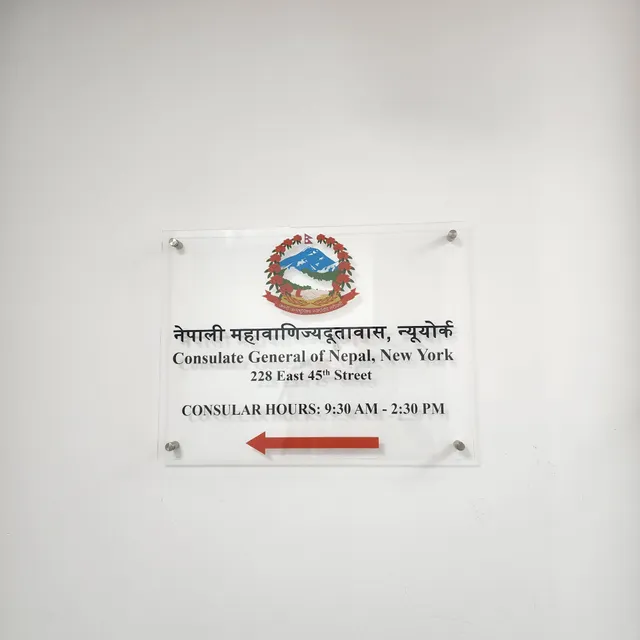 नेपाली महावाणिज्यदूतावास, न्यूयोर्क
Consulate General of Nepal, New York
228 East 45th Street
CONSULAR HOURS: 9:30 AM - 2:30 PM